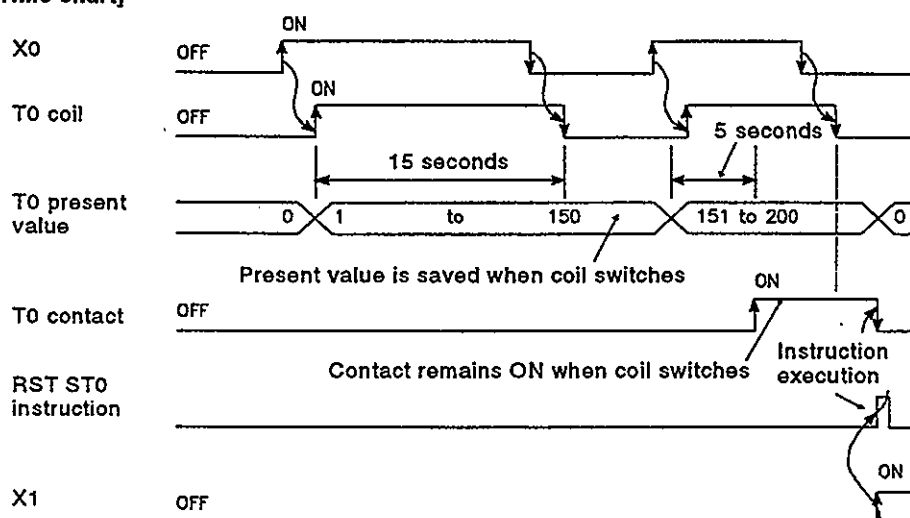 X0
OFF
ON
T0 coil
OFF
ON
5 seconds
15 seconds
T0 present
value
0
1
to
150
151 to 200
0
Present value is saved when coil switches
T0 contact
OFF
ON
Contact remains ON when coil switches
Instruction
execution
RST ST0
instruction
X1
OFF
ON